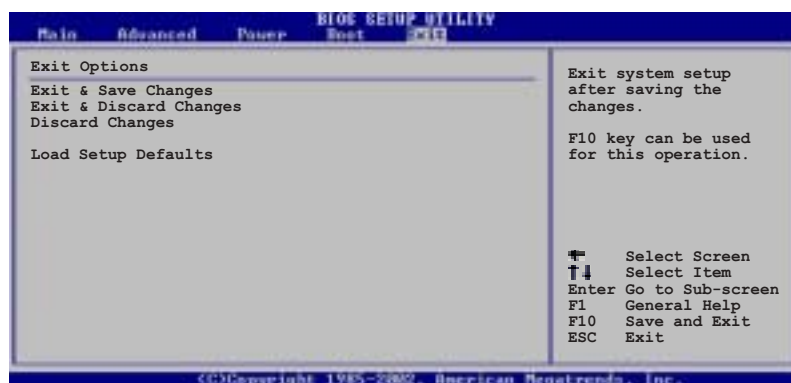 BIOS SETUP UTILITY
Main Advanced Power Boot Exit
Exit Options
Exit & Save Changes
Exit & Discard Changes
Discard Changes
Load Setup Defaults
Exit system setup
after saving the
changes.
F10 key can be used
for this operation.
Select Screen
↑↓ Select Item
Enter Go to Sub-screen
F1 General Help
F10 Save and Exit
ESC Exit
(C)Copyright 1985-2002, American Megatrends, Inc.